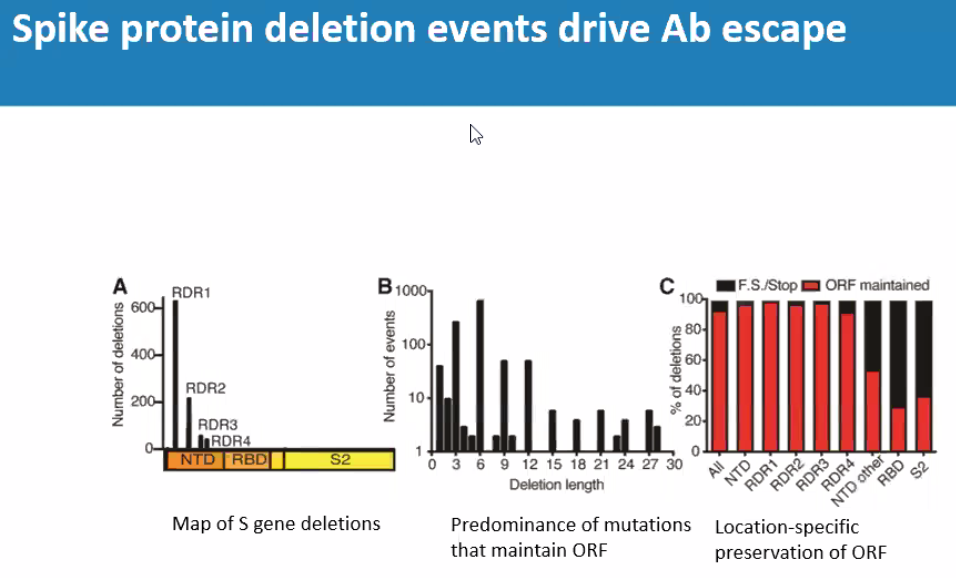 Spike protein deletion events drive Ab escape
A
Number of deletions
600
400
200
0
RDR1
RDR2
RDR3
RDR4
NTD
RBD
S2
Map of S gene deletions
B
Number of events
1000
100
10
1
0 3 6 9 12 15 18 21 24 27 30
Deletion length
Predominance of mutations
that maintain ORF
C
F.S./Stop ORF maintained
% of deletions
100
80
60
40
20
0
All
NTD
RDR1
RDR2
RDR3
RDR4
NTD other
RBD
S2
Location-specific
preservation of ORF